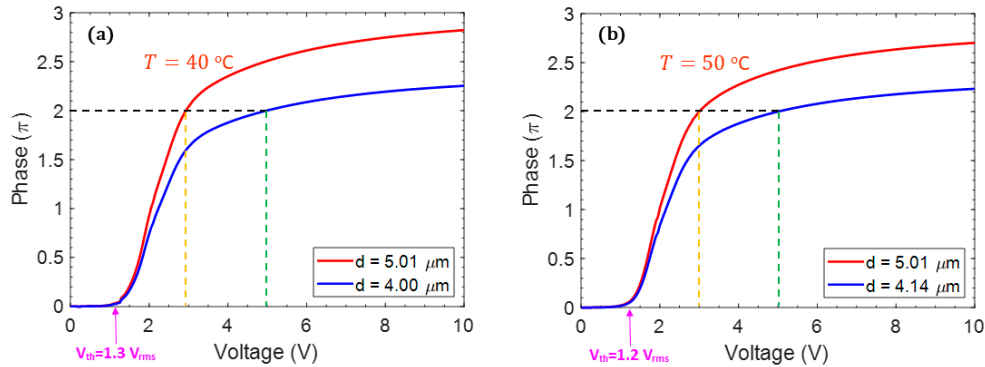 (a)
T = 40 °C
Phase (π)
3
2.5
2
1.5
1
0.5
0
d = 5.01 μm
d = 4.00 μm
0 2 4 6 8 10
Vth=1.3 Vrms
Voltage (V)
(b)
T = 50 °C
Phase (π)
3
2.5
2
1.5
1
0.5
0
d = 5.01 μm
d = 4.14 μm
0 2 4 6 8 10
Vth=1.2 Vrms
Voltage (V)